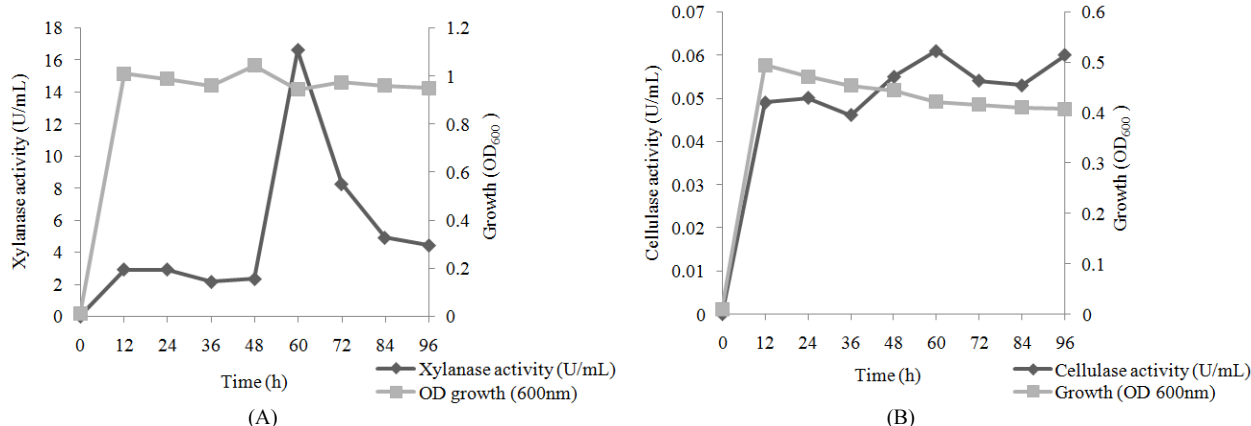 18
16
14
12
10
8
6
4
2
0
Xylanase activity (U/mL)
1.2
1
0.8
0.6
0.4
0.2
0
Growth (OD600)
0 12 24 36 48 60 72 84 96
Time (h)
Xylanase activity (U/mL)
OD growth (600nm)
(A)
0.07
0.06
0.05
0.04
0.03
0.02
0.01
0
Cellulase activity (U/mL)
0.6
0.5
0.4
0.3
0.2
0.1
0
Growth (OD600)
0 12 24 36 48 60 72 84 96
Time (h)
Cellulase activity (U/mL)
Growth (OD 600nm)
(B)